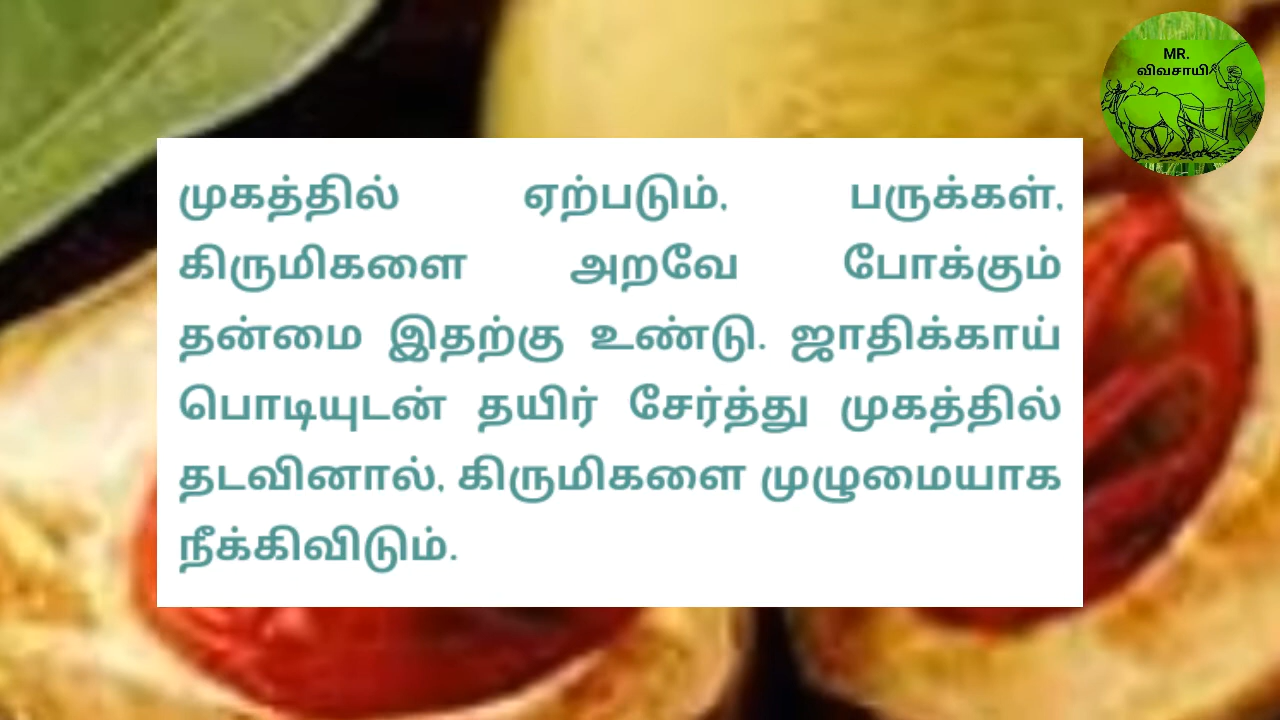 MR.
விவசாயி
முகத்தில் ஏற்படும், பருக்கள்,
கிருமிகளை அறவே போக்கும்
தன்மை இதற்கு உண்டு. ஜாதிக்காய்
பொடியுடன் தயிர் சேர்த்து முகத்தில்
தடவினால், கிருமிகளை முழுமையாக
நீக்கிவிடும்.